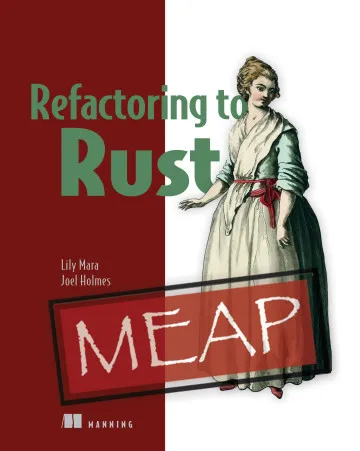 Refactoring to
Rust
Lily Mara
Joel Holmes
MEAP
MANNING